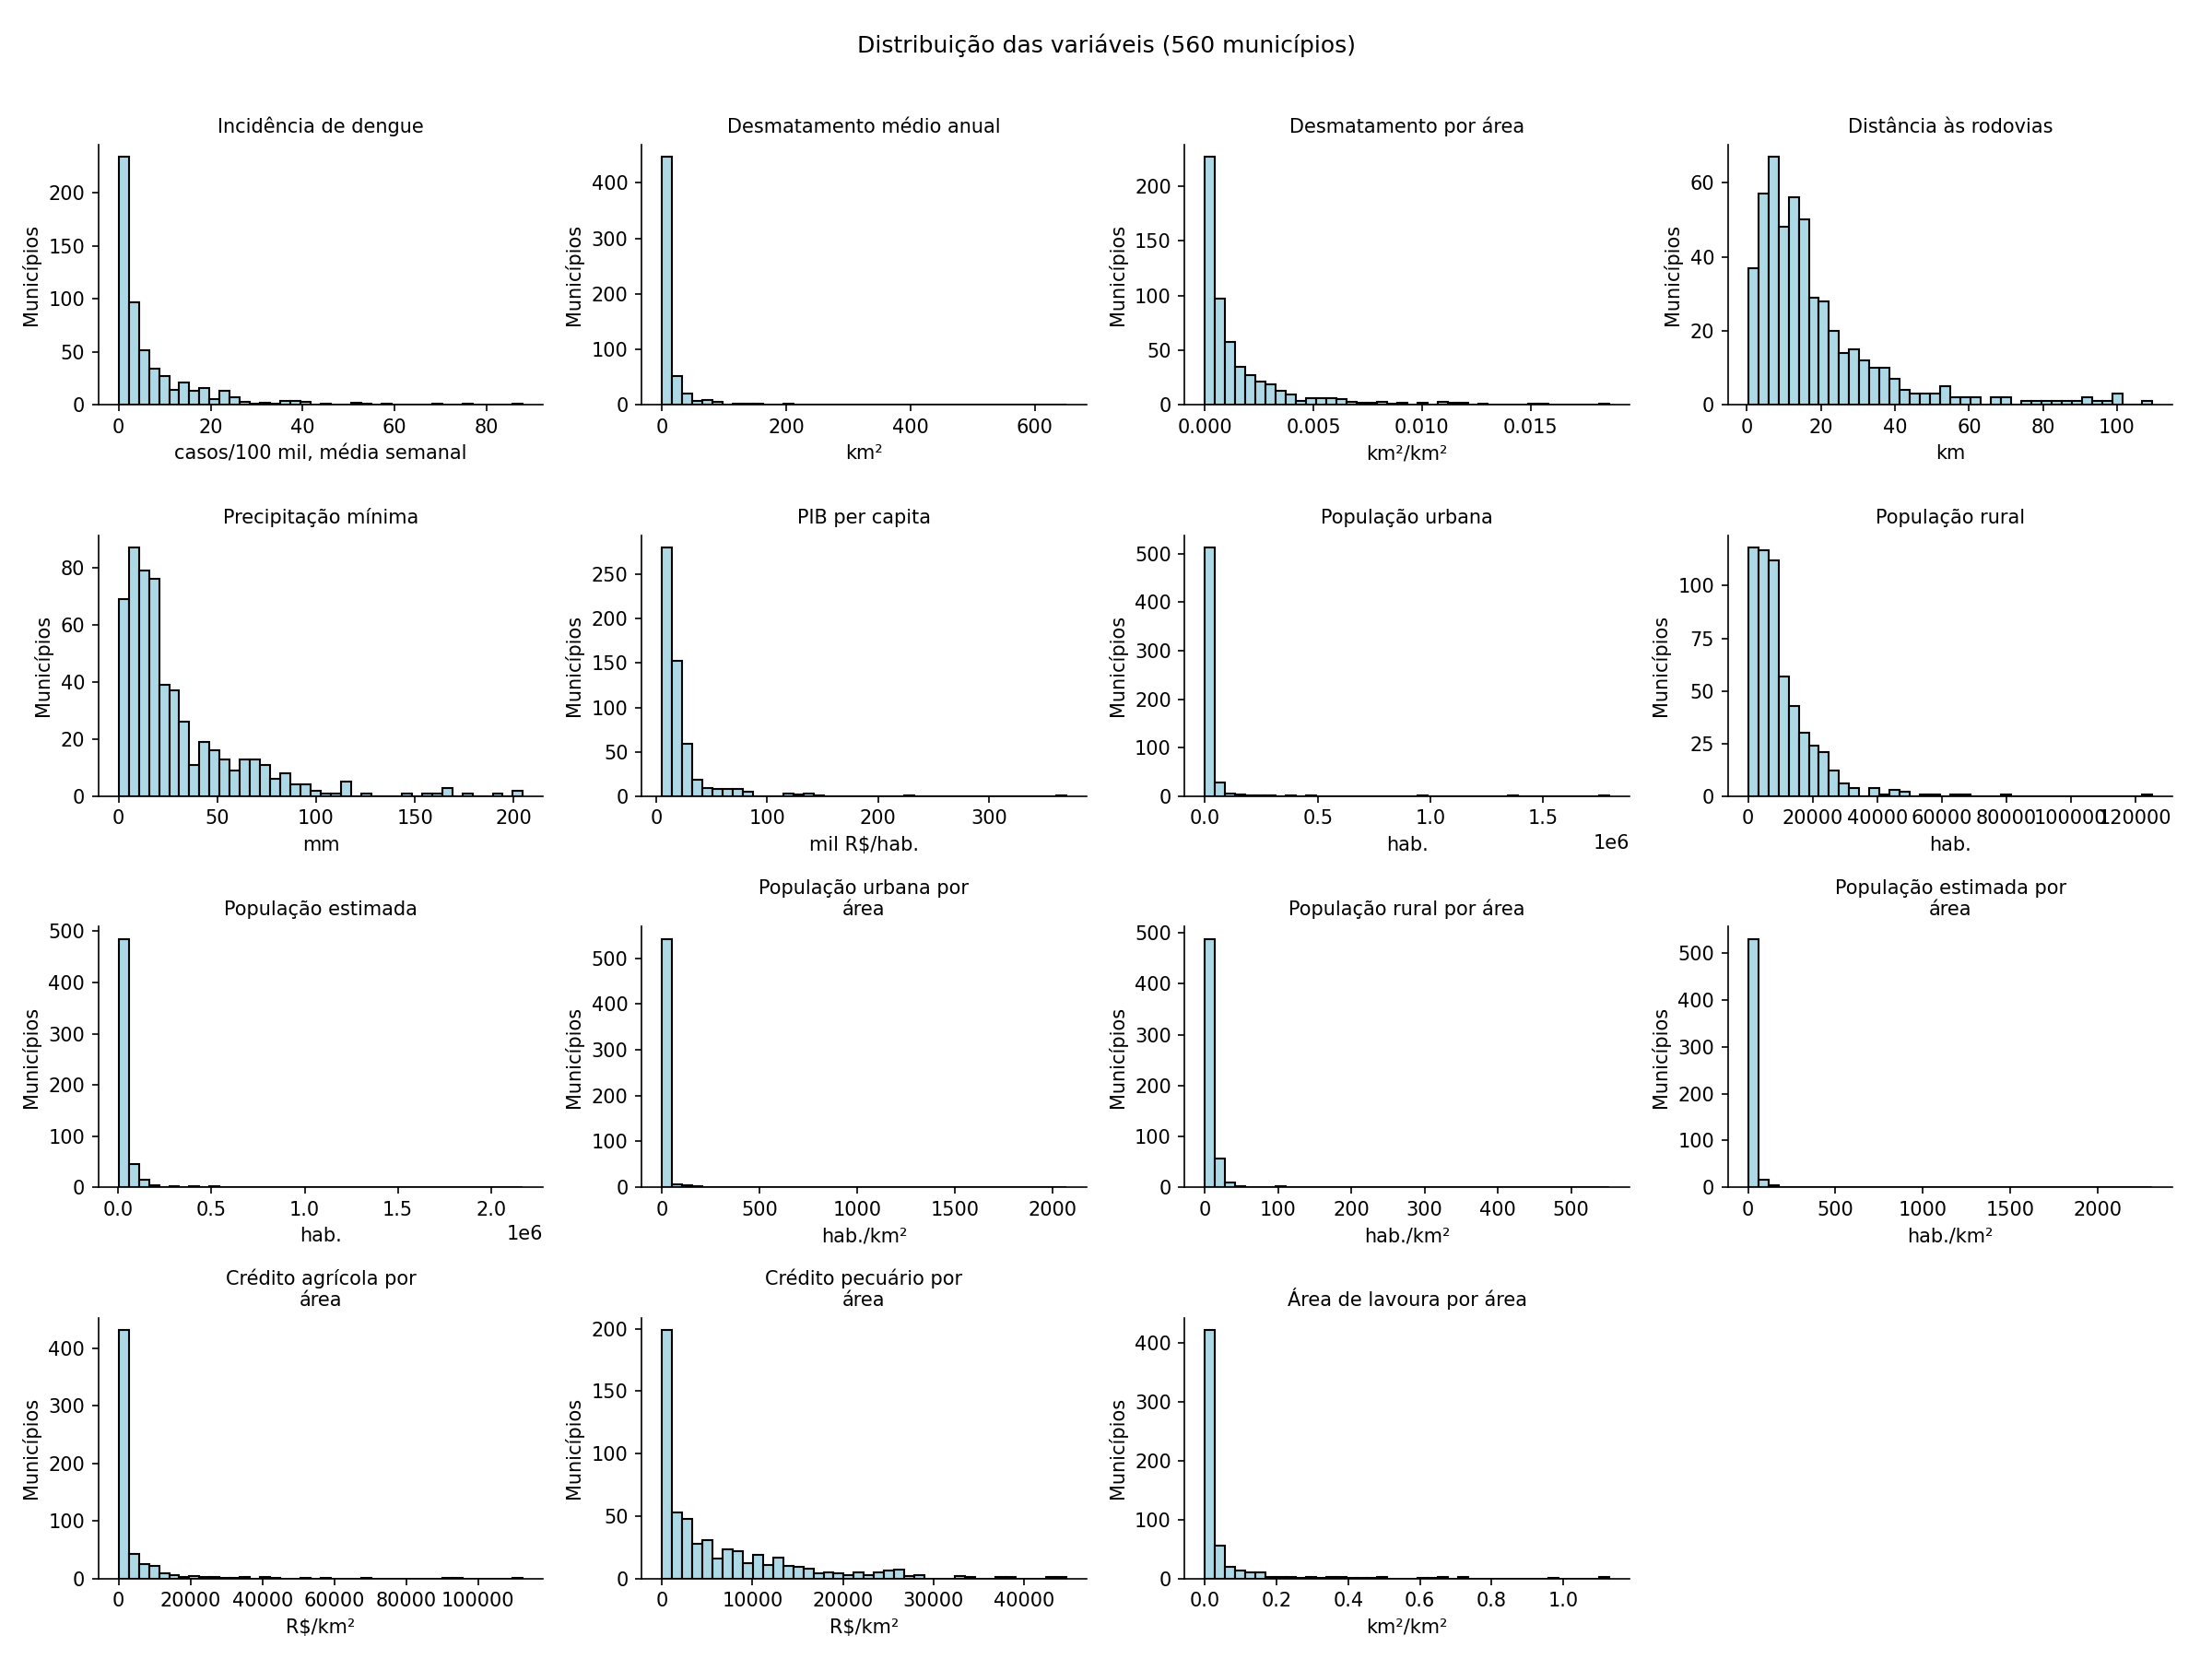 Distribuição das variáveis (560 municípios)
Incidência de dengue
Municípios
200
150
100
50
0
0 20 40 60 80
casos/100 mil, média semanal
Desmatamento médio anual
Municípios
400
300
200
100
0
0 200 400 600
km²
Desmatamento por área
Municípios
200
150
100
50
0
0.000 0.005 0.010 0.015
km²/km²
Distância às rodovias
Municípios
60
40
20
0
0 20 40 60 80 100
km
Precipitação mínima
Municípios
80
60
40
20
0
0 50 100 150 200
mm
PIB per capita
Municípios
250
200
150
100
50
0
0 100 200 300
mil R$/hab.
População urbana
Municípios
500
400
300
200
100
0
0.0 0.5 1.0 1.5
1e6
hab.
População rural
Municípios
100
75
50
25
0
0 20000 40000 60000 80000 100000 120000
hab.
População estimada
Municípios
500
400
300
200
100
0
0.0 0.5 1.0 1.5 2.0
1e6
hab.
População urbana por
área
Municípios
500
400
300
200
100
0
0 500 1000 1500 2000
hab./km²
População rural por área
Municípios
500
400
300
200
100
0
0 100 200 300 400 500
hab./km²
População estimada por
área
Municípios
500
400
300
200
100
0
0 500 1000 1500 2000
hab./km²
Crédito agrícola por
área
Municípios
400
300
200
100
0
0 20000 40000 60000 80000 100000
R$/km²
Crédito pecuário por
área
Municípios
200
150
100
50
0
0 10000 20000 30000 40000
R$/km²
Área de lavoura por área
Municípios
400
300
200
100
0
0.0 0.2 0.4 0.6 0.8 1.0
km²/km²